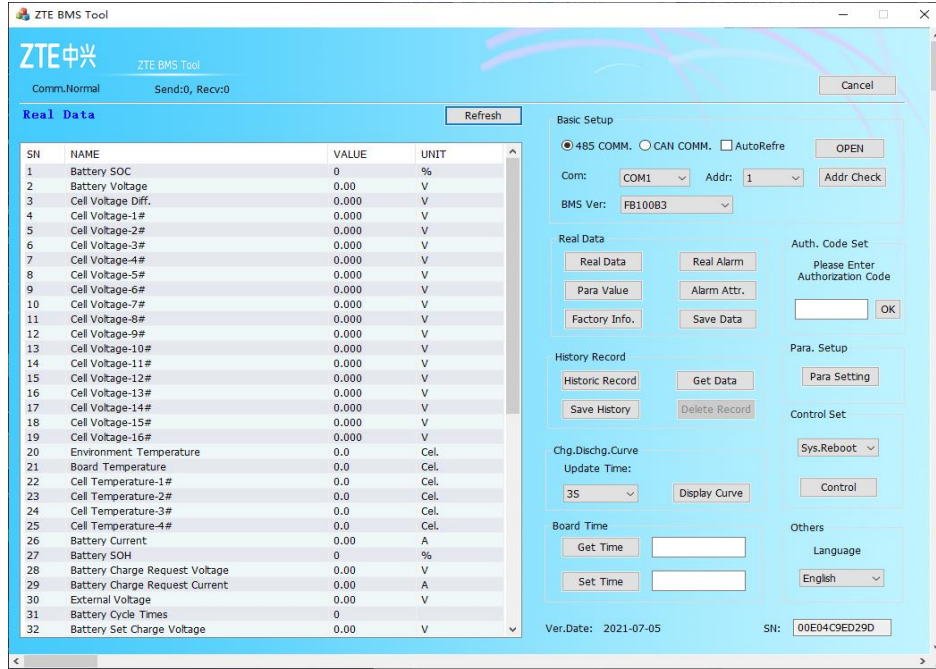 ZTE BMS Tool
ZTE中兴
ZTE BMS Tool
Comm.Normal Send:0, Recv:0
Cancel
Real Data
Refresh
SN NAME VALUE UNIT
1 Battery SOC 0 %
2 Battery Voltage 0.00 V
3 Cell Voltage Diff. 0.000 V
4 Cell Voltage-1# 0.000 V
5 Cell Voltage-2# 0.000 V
6 Cell Voltage-3# 0.000 V
7 Cell Voltage-4# 0.000 V
8 Cell Voltage-5# 0.000 V
9 Cell Voltage-6# 0.000 V
10 Cell Voltage-7# 0.000 V
11 Cell Voltage-8# 0.000 V
12 Cell Voltage-9# 0.000 V
13 Cell Voltage-10# 0.000 V
14 Cell Voltage-11# 0.000 V
15 Cell Voltage-12# 0.000 V
16 Cell Voltage-13# 0.000 V
17 Cell Voltage-14# 0.000 V
18 Cell Voltage-15# 0.000 V
19 Cell Voltage-16# 0.000 V
20 Environment Temperature 0.0 Cel.
21 Board Temperature 0.0 Cel.
22 Cell Temperature-1# 0.0 Cel.
23 Cell Temperature-2# 0.0 Cel.
24 Cell Temperature-3# 0.0 Cel.
25 Cell Temperature-4# 0.0 Cel.
26 Battery Current 0.00 A
27 Battery SOH 0 %
28 Battery Charge Request Voltage 0.00 V
29 Battery Charge Request Current 0.00 A
30 External Voltage 0.00 V
31 Battery Cycle Times 0
32 Battery Set Charge Voltage 0.00 V
Basic Setup
485 COMM. CAN COMM. AutoRefre OPEN
Com: COM1 Addr: 1 Addr Check
BMS Ver: FB100B3
Real Data
Real Data Real Alarm
Para Value Alarm Attr.
Factory Info. Save Data
Auth. Code Set
Please Enter
Authorization Code
OK
History Record
Historic Record Get Data
Save History Delete Record
Para. Setup
Para Setting
Control Set
Sys.Reboot
Control
Chg.Dischg.Curve
Update Time:
3S Display Curve
Board Time
Get Time
Set Time
Others
Language
English
Ver.Date: 2021-07-05 SN: 00E04C9ED29D